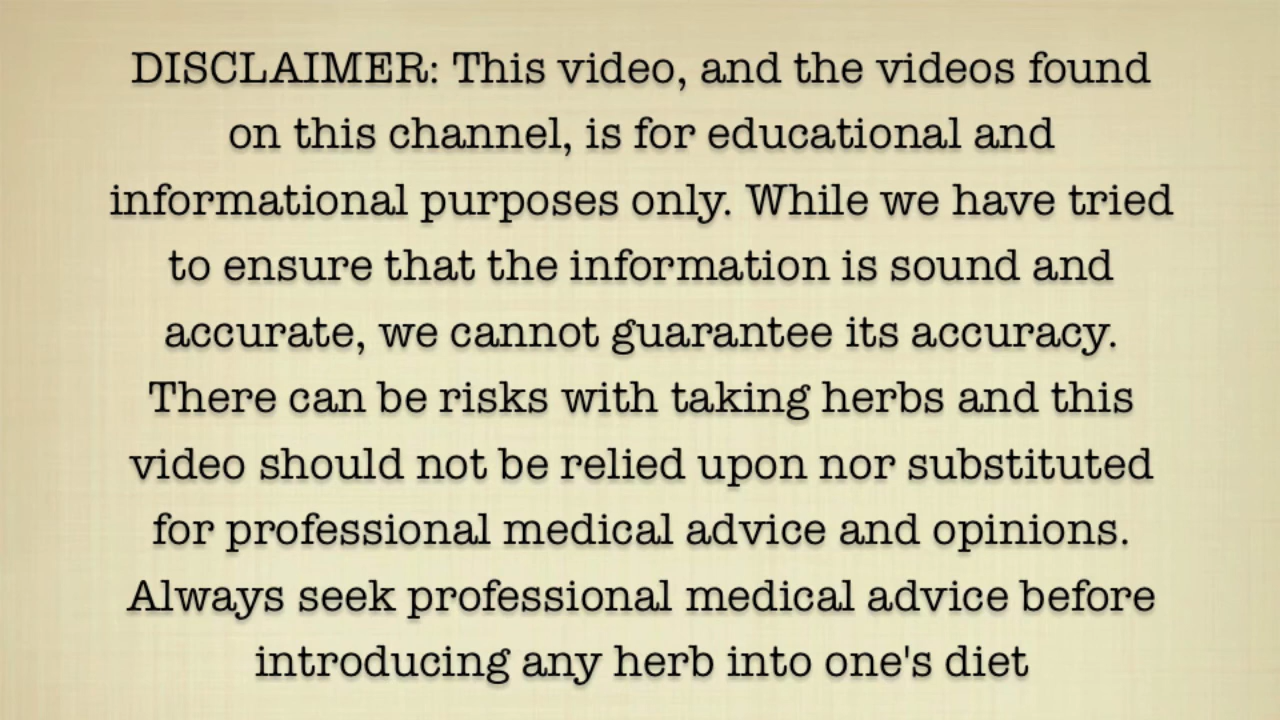 DISCLAIMER: This video, and the videos found
on this channel, is for educational and
informational purposes only. While we have tried
to ensure that the information is sound and
accurate, we cannot guarantee its accuracy.
There can be risks with taking herbs and this
video should not be relied upon nor substituted
for professional medical advice and opinions.
Always seek professional medical advice before
introducing any herb into one's diet